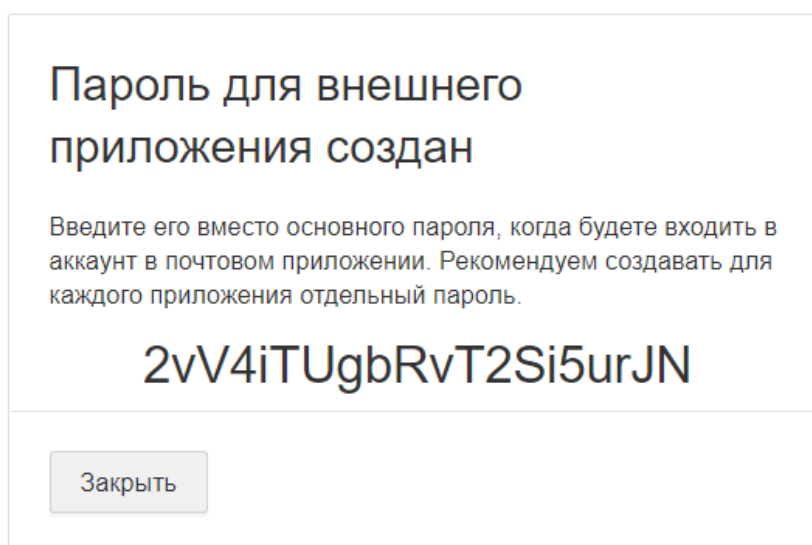 Пароль для внешнего
приложения создан
Введите его вместо основного пароля, когда будете входить в
аккаунт в почтовом приложении. Рекомендуем создавать для
каждого приложения отдельный пароль.
2vV4iTUgbRvT2Si5urJN
Закрыть